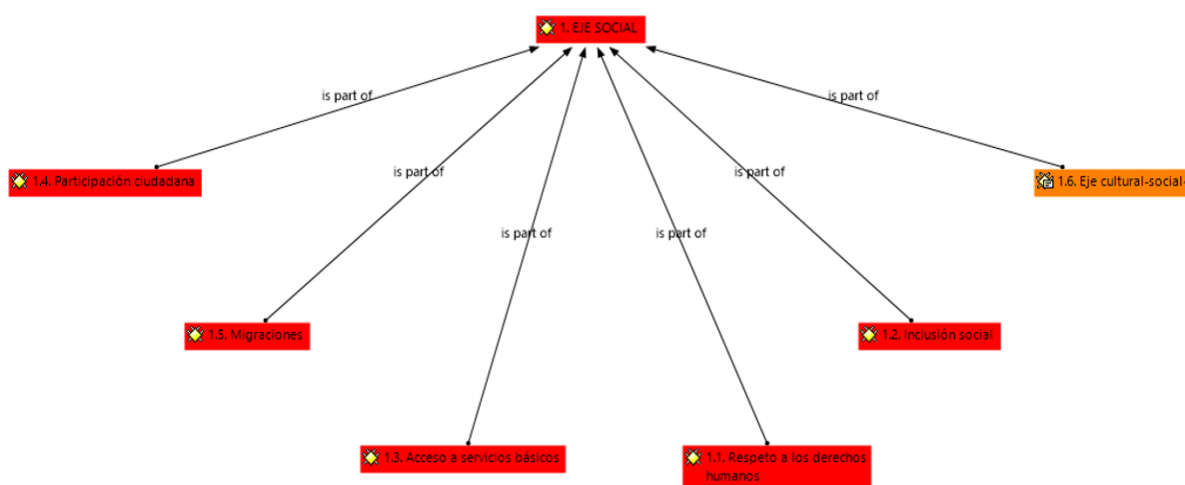 1. EJE SOCIAL
is part of
is part of
is part of
is part of
is part of
is part of
1.4. Participación ciudadana
1.6. Eje cultural-social
1.5. Migraciones
1.2. Inclusión social
1.3. Acceso a servicios básicos
1.1. Respeto a los derechos
humanos